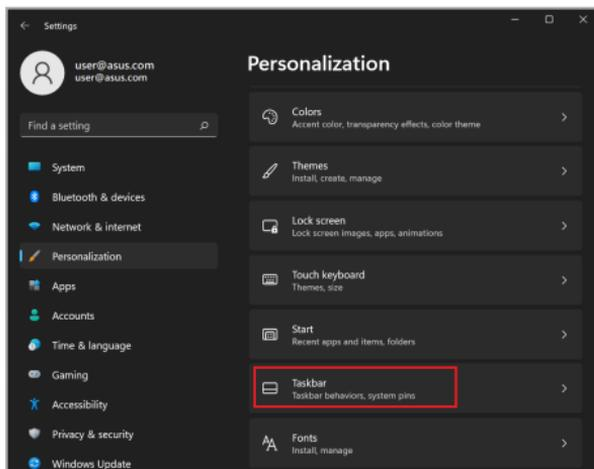 Settings
user@asus.com
user@asus.com
Find a setting
System
Bluetooth & devices
Network & internet
Personalization
Apps
Accounts
Time & language
Gaming
Accessibility
Privacy & security
Windows Update
Personalization
Colors
Accent color, transparency effects, color theme
Themes
Install, create, manage
Lock screen
Lock screen images, apps, animations
Touch keyboard
Themes, size
Start
Recent apps and items, folders
Taskbar
Taskbar behaviors, system pins
Fonts
Install, manage